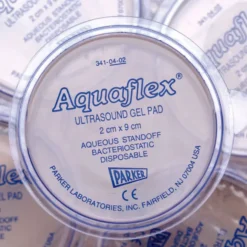 341-04-02
Aquaflex®
ULTRASOUND GEL PAD
2 cm x 9 cm
AQUEOUS STANDOFF
BACTERIOSTATIC
DISPOSABLE
PARKER
CE
PARKER LABORATORIES, INC. FAIRFIELD, NJ 07004 USA